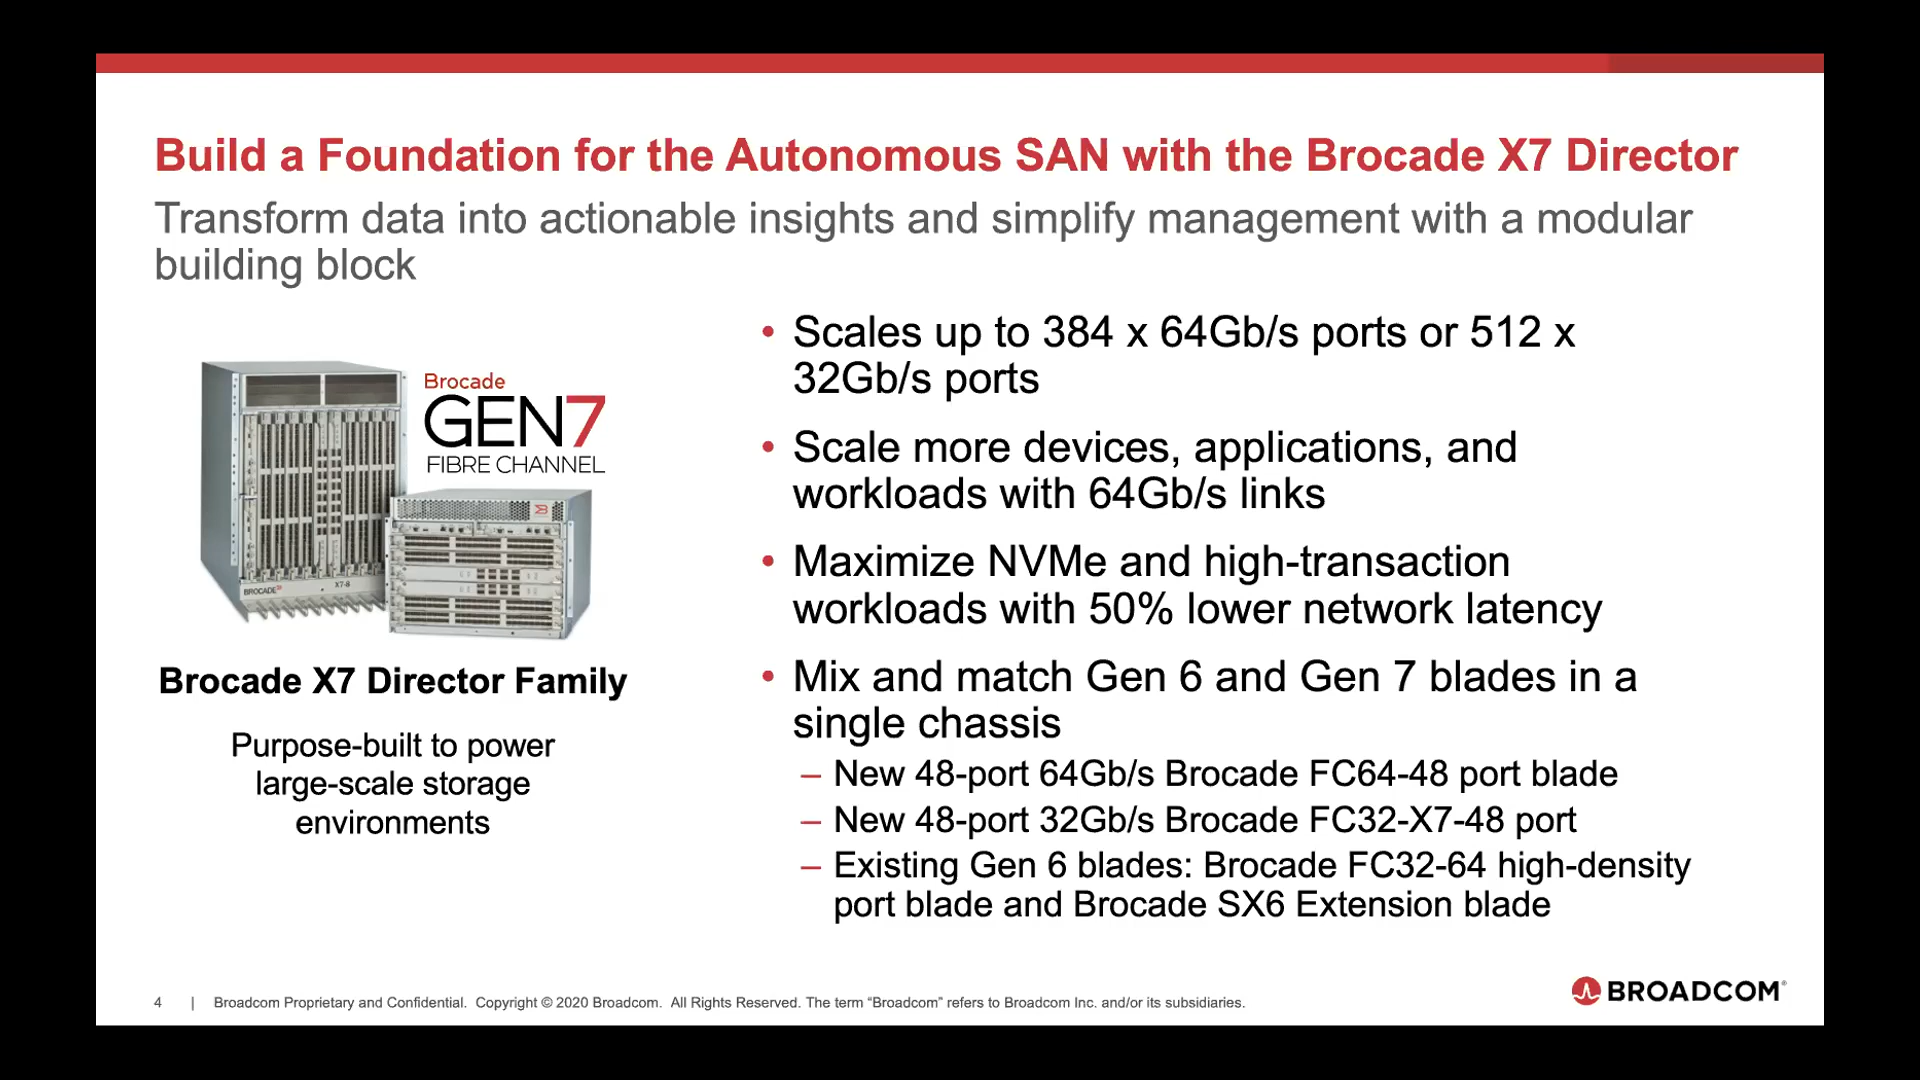 Build a Foundation for the Autonomous SAN with the Brocade X7 Director
Transform data into actionable insights and simplify management with a modular
building block
Brocade
GEN7
FIBRE CHANNEL
BROCADE
X7-8
Brocade X7 Director Family
Purpose-built to power
large-scale storage
environments
• Scales up to 384 x 64Gb/s ports or 512 x
32Gb/s ports
• Scale more devices, applications, and
workloads with 64Gb/s links
• Maximize NVMe and high-transaction
workloads with 50% lower network latency
• Mix and match Gen 6 and Gen 7 blades in a
single chassis
– New 48-port 64Gb/s Brocade FC64-48 port blade
– New 48-port 32Gb/s Brocade FC32-X7-48 port
– Existing Gen 6 blades: Brocade FC32-64 high-density
port blade and Brocade SX6 Extension blade
4 | Broadcom Proprietary and Confidential. Copyright © 2020 Broadcom. All Rights Reserved. The term “Broadcom” refers to Broadcom Inc. and/or its subsidiaries.
BROADCOM®